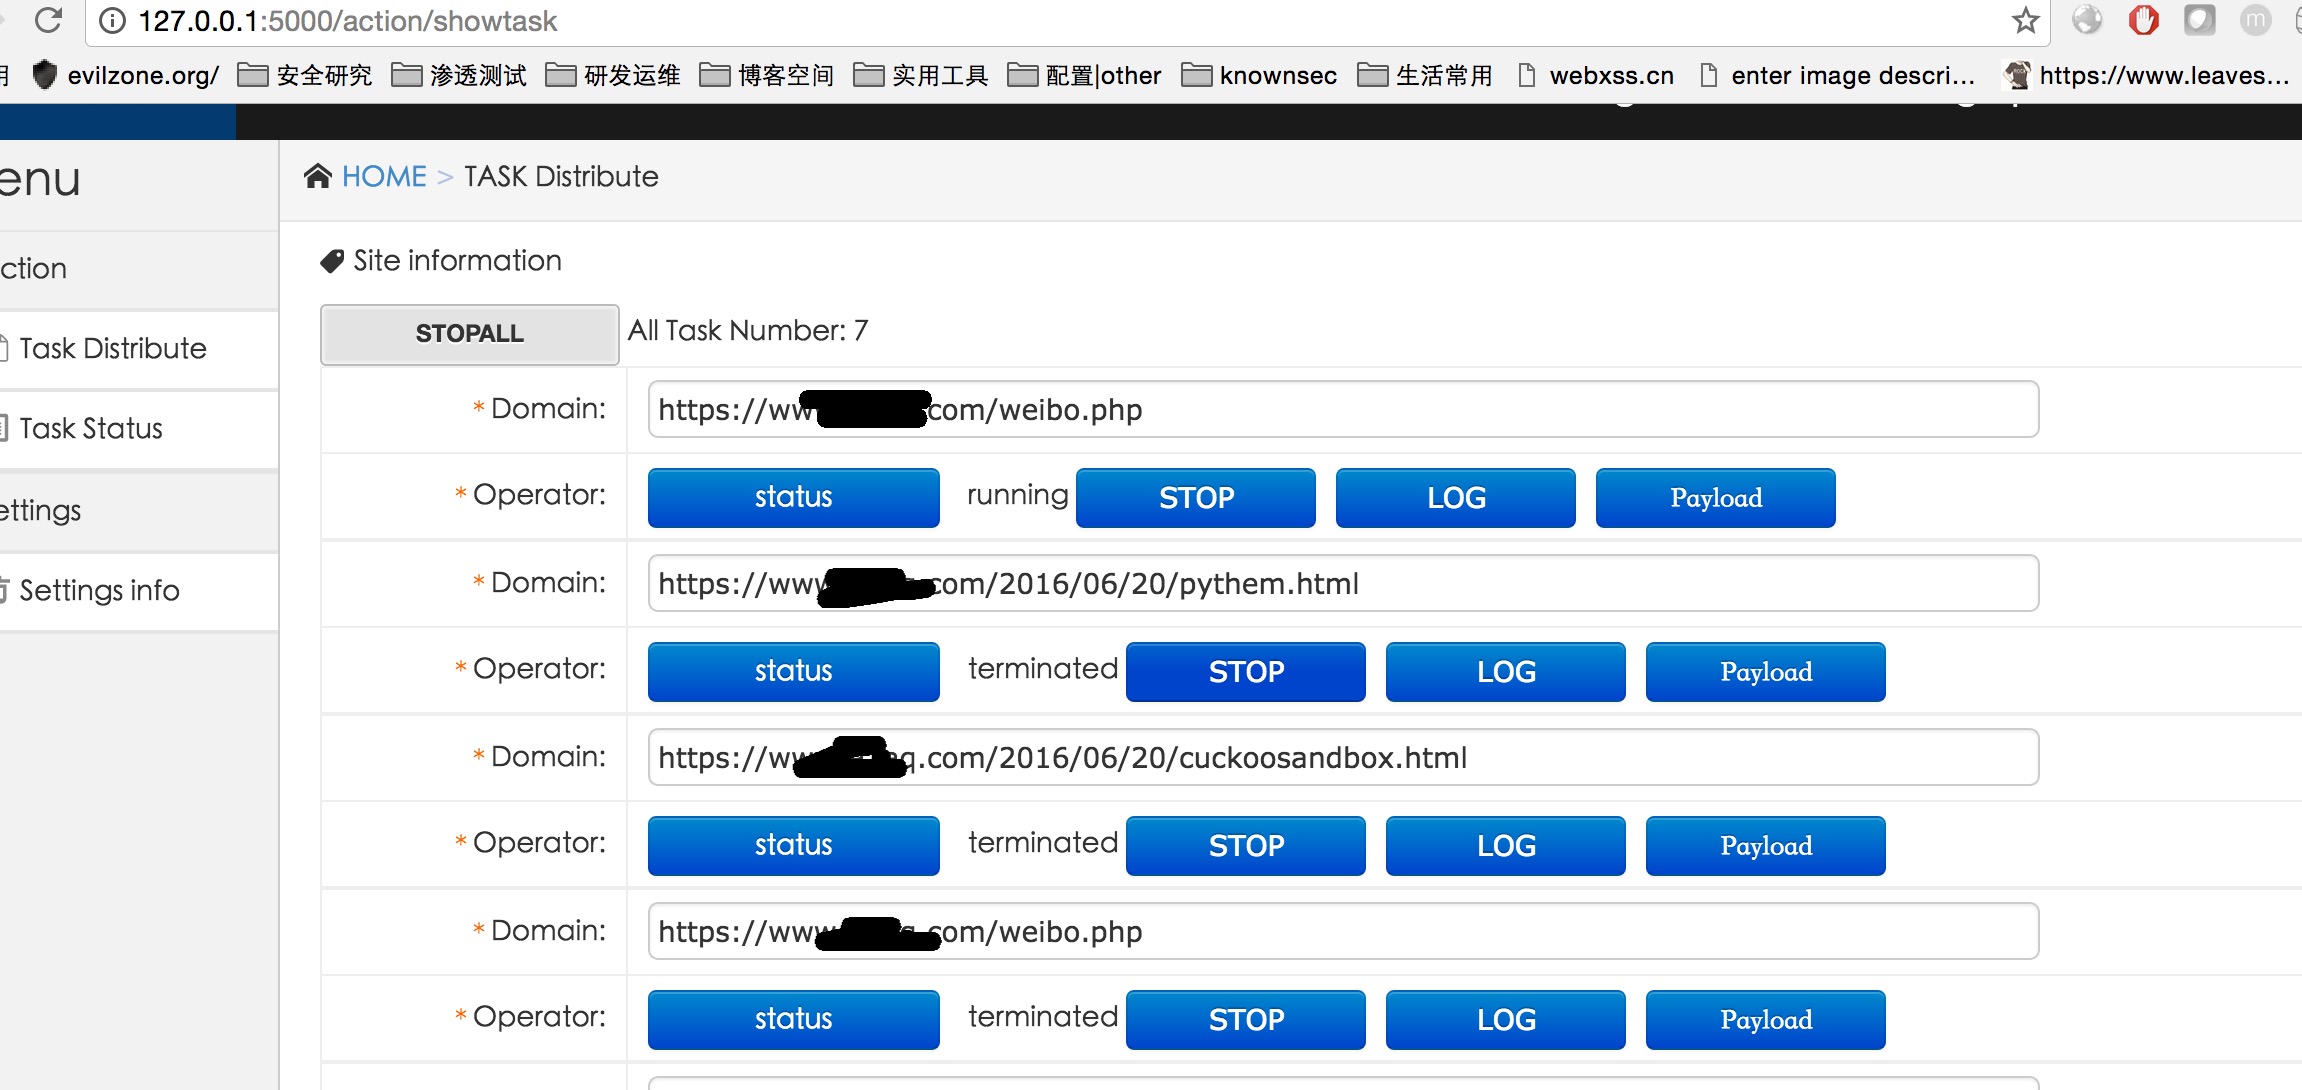 127.0.0.1:5000/action/showtask
evilzone.org/ 安全研究 渗透测试 研发运维 博客空间 实用工具 配置|other knownsec 生活常用 webxss.cn enter image descri... https://www.leaves...
enu
HOME > TASK Distribute
ction
Site information
Task Distribute
STOPALL All Task Number: 7
Task Status
* Domain: https://ww com/weibo.php
* Operator: status running STOP LOG Payload
ettings
* Domain: https://www com/2016/06/20/pythem.html
Settings info
* Operator: status terminated STOP LOG Payload
* Domain: https://ww q.com/2016/06/20/cuckoosandbox.html
* Operator: status terminated STOP LOG Payload
* Domain: https://www .com/weibo.php
* Operator: status terminated STOP LOG Payload